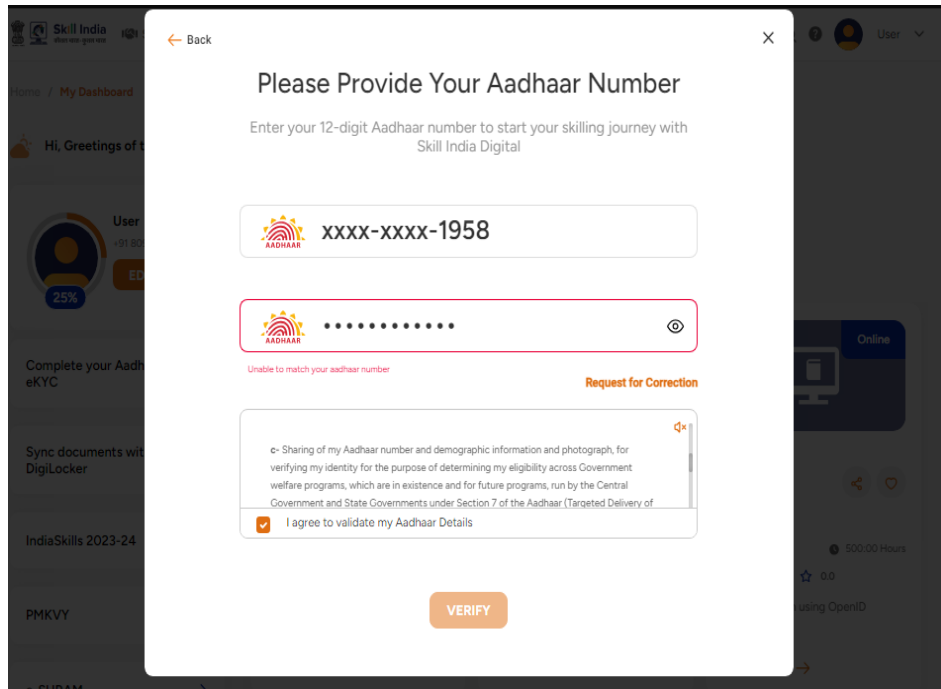 Skill India
कौशल भारत-कुशल भारत
User
Back
X
Home / My Dashboard
Please Provide Your Aadhaar Number
Enter your 12-digit Aadhaar number to start your skilling journey with
Skill India Digital
Hi, Greetings of t
AADHAAR
xxxx-xxxx-1958
User
+91 80
ED
25%
AADHAAR
••••••••••••
Unable to match your aadhaar number
Request for Correction
Online
Complete your Aadh
eKYC
c- Sharing of my Aadhaar number and demographic information and photograph, for
verifying my identity for the purpose of determining my eligibility across Government
welfare programs, which are in existence and for future programs, run by the Central
Government and State Governments under Section 7 of the Aadhaar (Targeted Delivery of
I agree to validate my Aadhaar Details
Sync documents wit
DigiLocker
IndiaSkills 2023-24
500:00 Hours
0.0
using OpenID
PMKVY
VERIFY
e-SHRAM